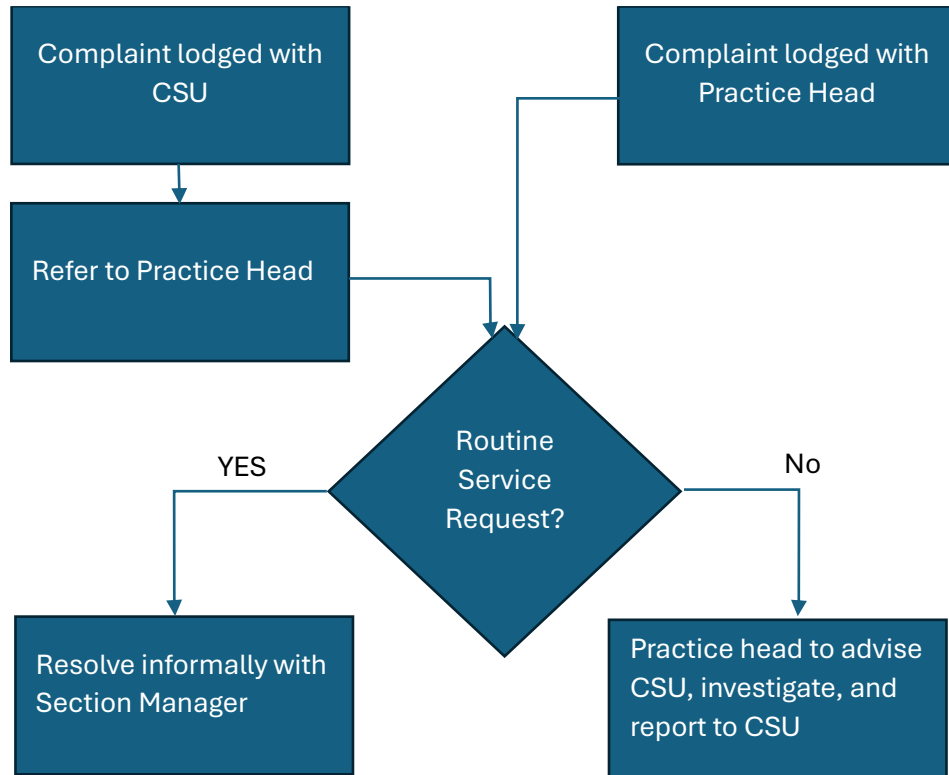 Complaint lodged with
CSU
Complaint lodged with
Practice Head
Refer to Practice Head
Routine
Service
Request?
YES
No
Resolve informally with
Section Manager
Practice head to advise
CSU, investigate, and
report to CSU